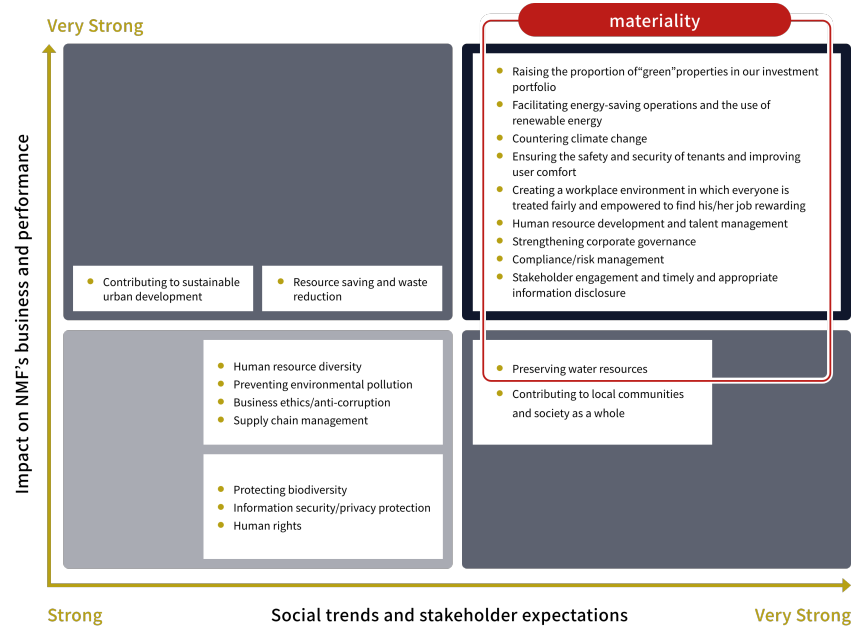 Very Strong
materiality
Impact on NMF's business and performance
• Raising the proportion of“green”properties in our investment
portfolio
• Facilitating energy-saving operations and the use of
renewable energy
• Countering climate change
• Ensuring the safety and security of tenants and improving
user comfort
• Creating a workplace environment in which everyone is
treated fairly and empowered to find his/her job rewarding
• Human resource development and talent management
• Strengthening corporate governance
• Compliance/risk management
• Stakeholder engagement and timely and appropriate
information disclosure
• Contributing to sustainable
urban development
• Resource saving and waste
reduction
• Human resource diversity
• Preventing environmental pollution
• Business ethics/anti-corruption
• Supply chain management
• Preserving water resources
• Contributing to local communities
and society as a whole
• Protecting biodiversity
• Information security/privacy protection
• Human rights
Strong
Social trends and stakeholder expectations
Very Strong